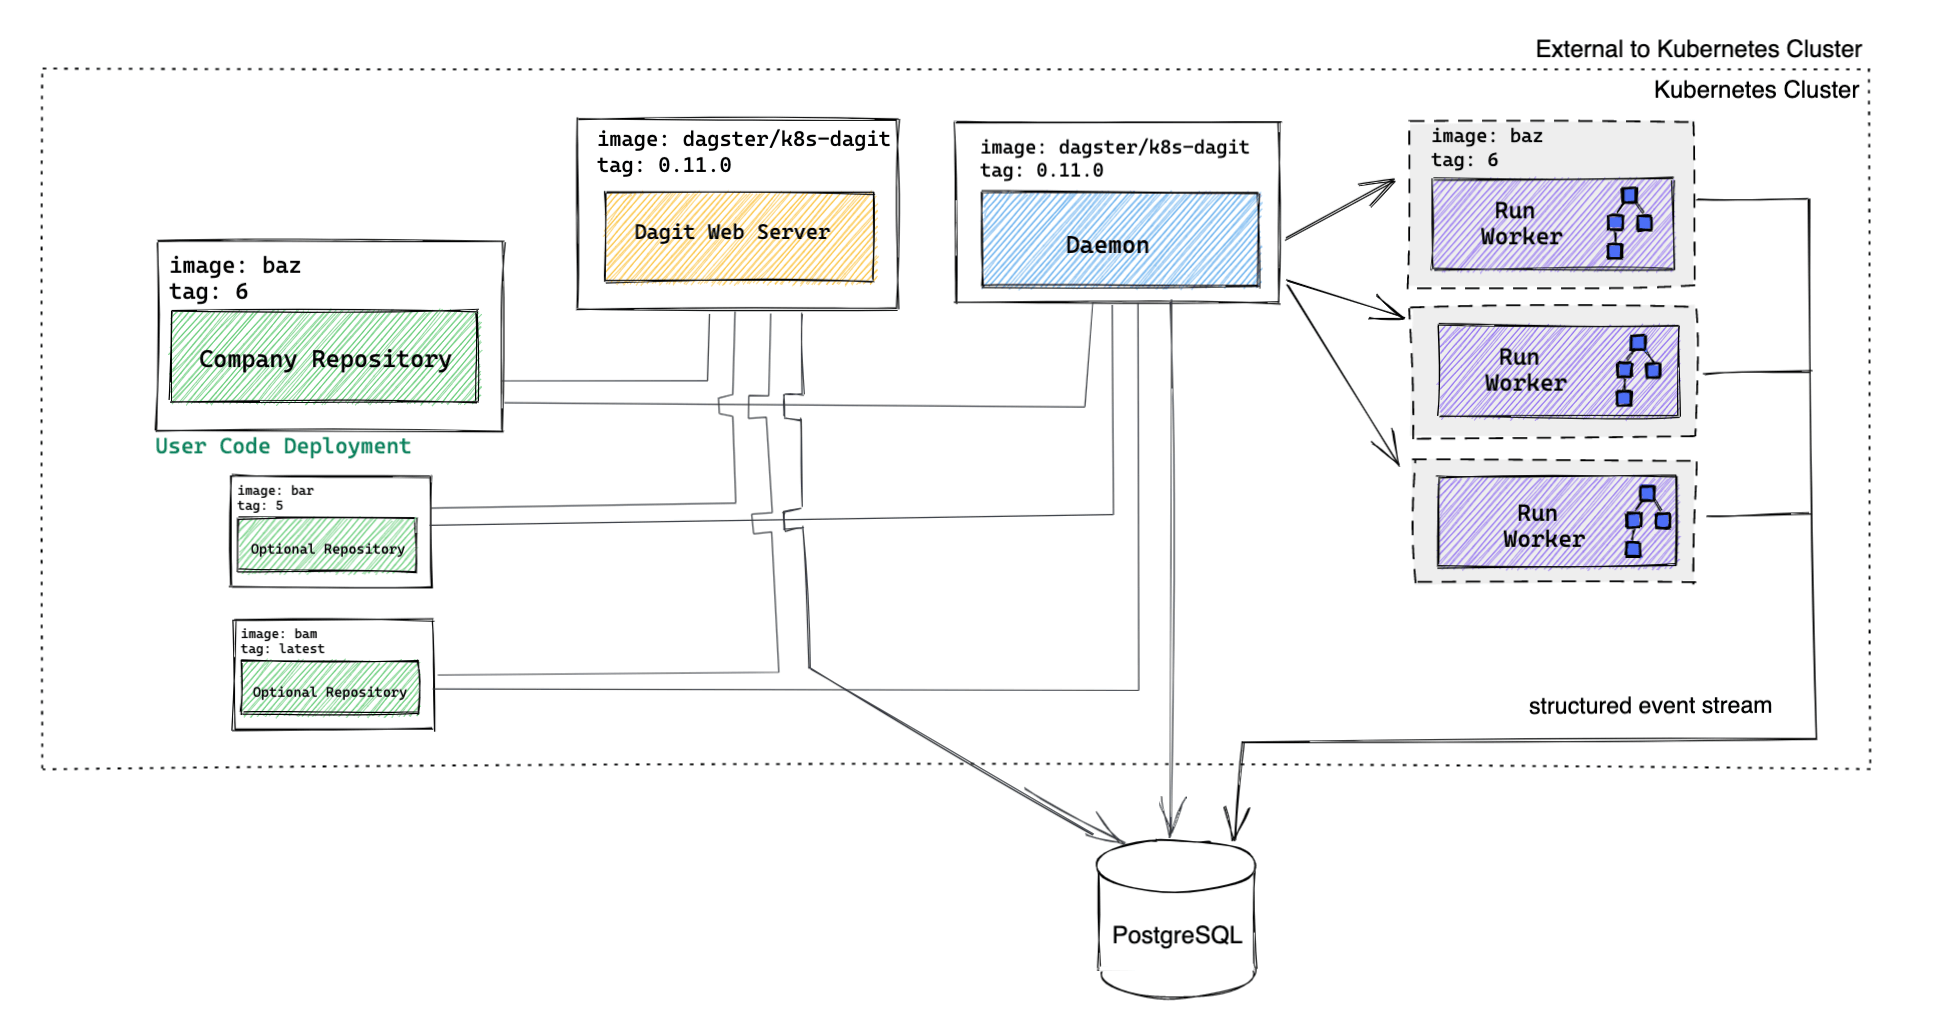 External to Kubernetes Cluster
Kubernetes Cluster
image: dagster/k8s-dagit
tag: 0.11.0
Dagit Web Server
image: dagster/k8s-dagit
tag: 0.11.0
Daemon
image: baz
tag: 6
Run
Worker
Run
Worker
Run
Worker
image: baz
tag: 6
Company Repository
User Code Deployment
image: bar
tag: 5
Optional Repository
image: bam
tag: latest
Optional Repository
structured event stream
PostgreSQL